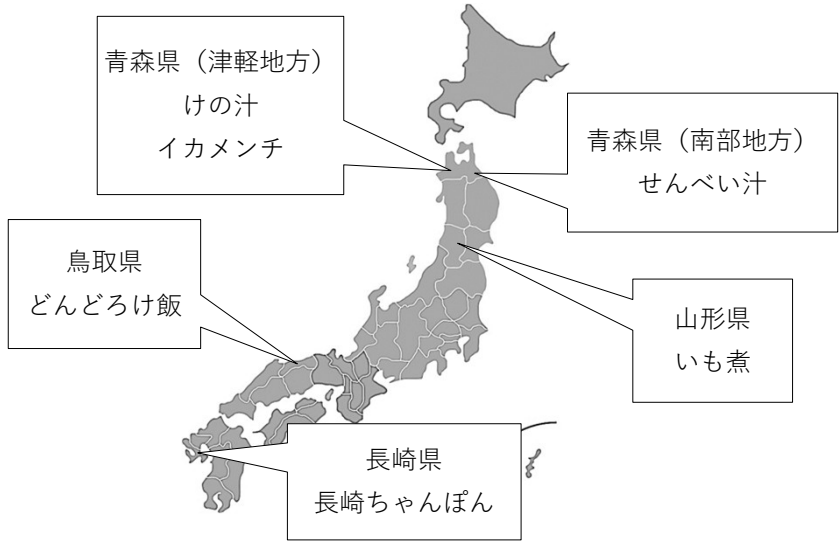 青森県（津軽地方）
けの汁
イカメンチ
青森県（南部地方）
せんべい汁
鳥取県
どんどろけ飯
山形県
いも煮
長崎県
長崎ちゃんぽん